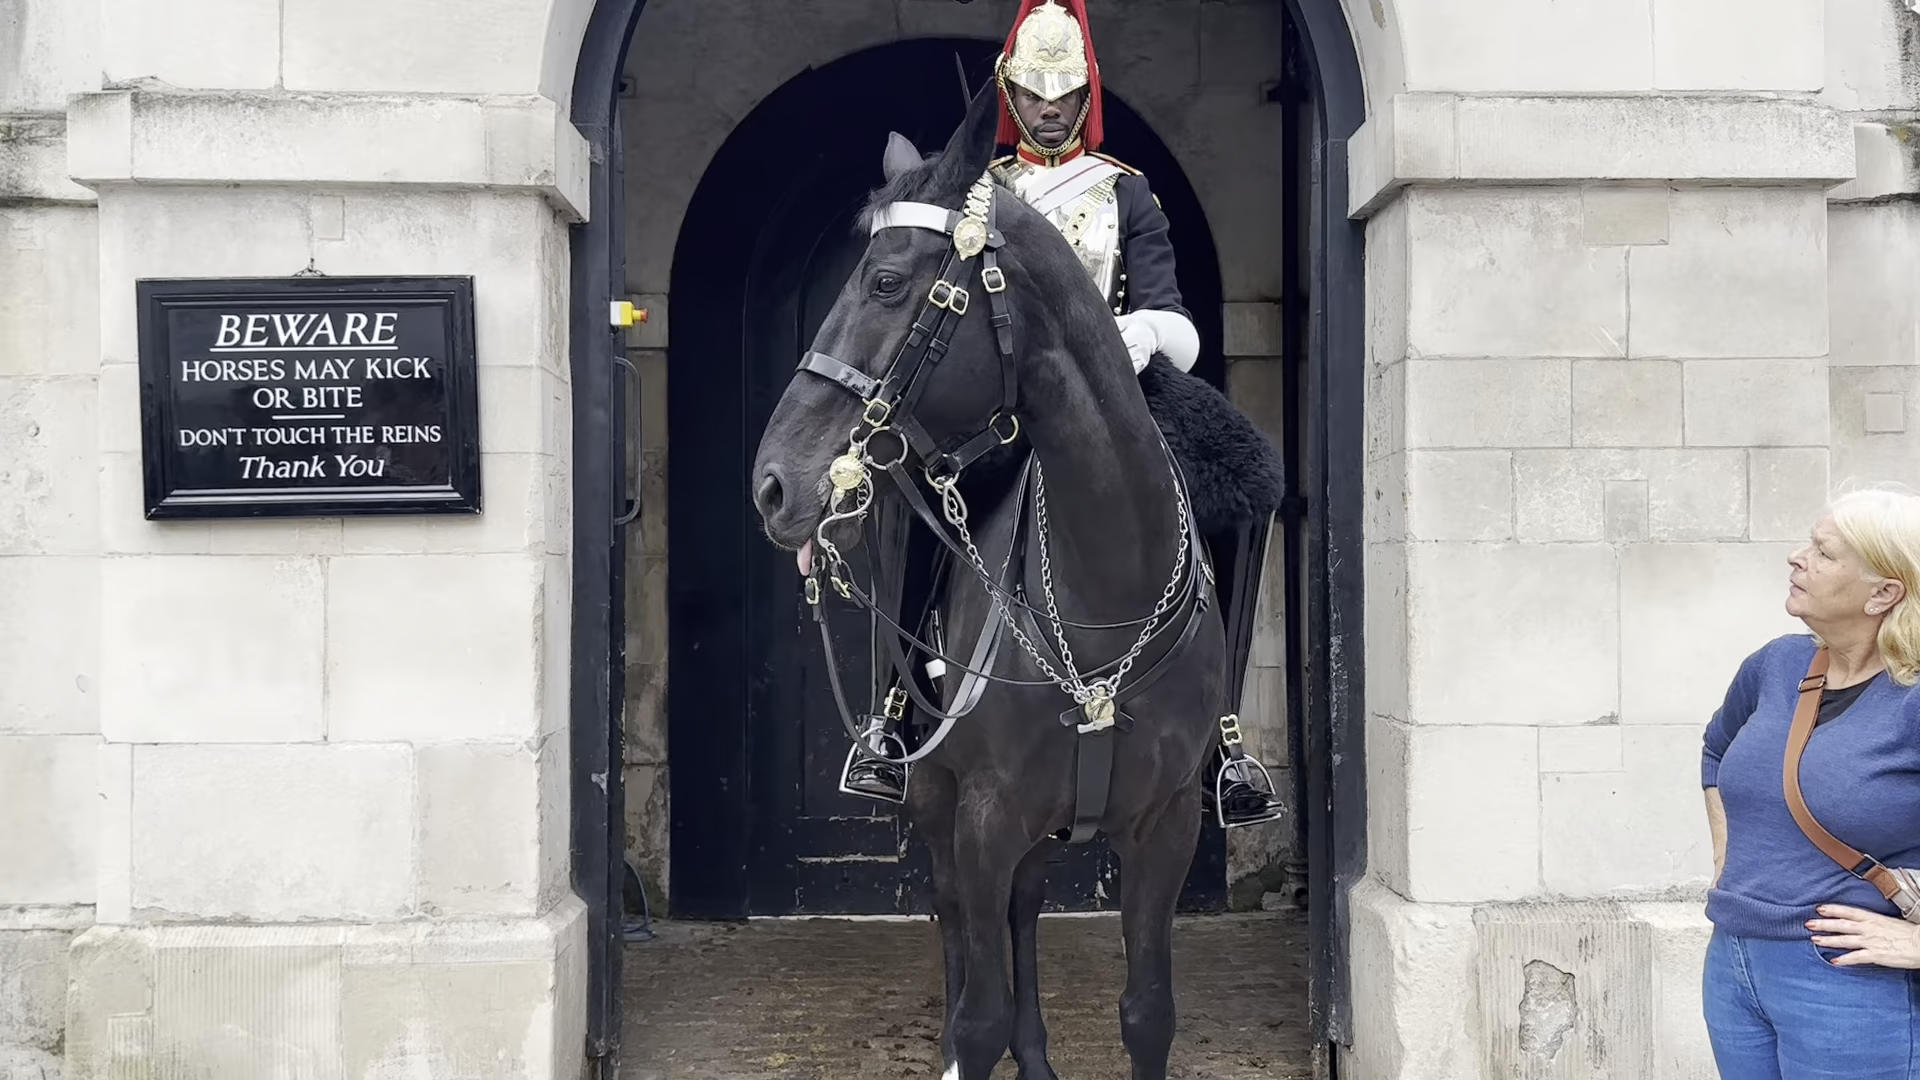 BEWARE
HORSES MAY KICK
OR BITE
DON'T TOUCH THE REINS
Thank You